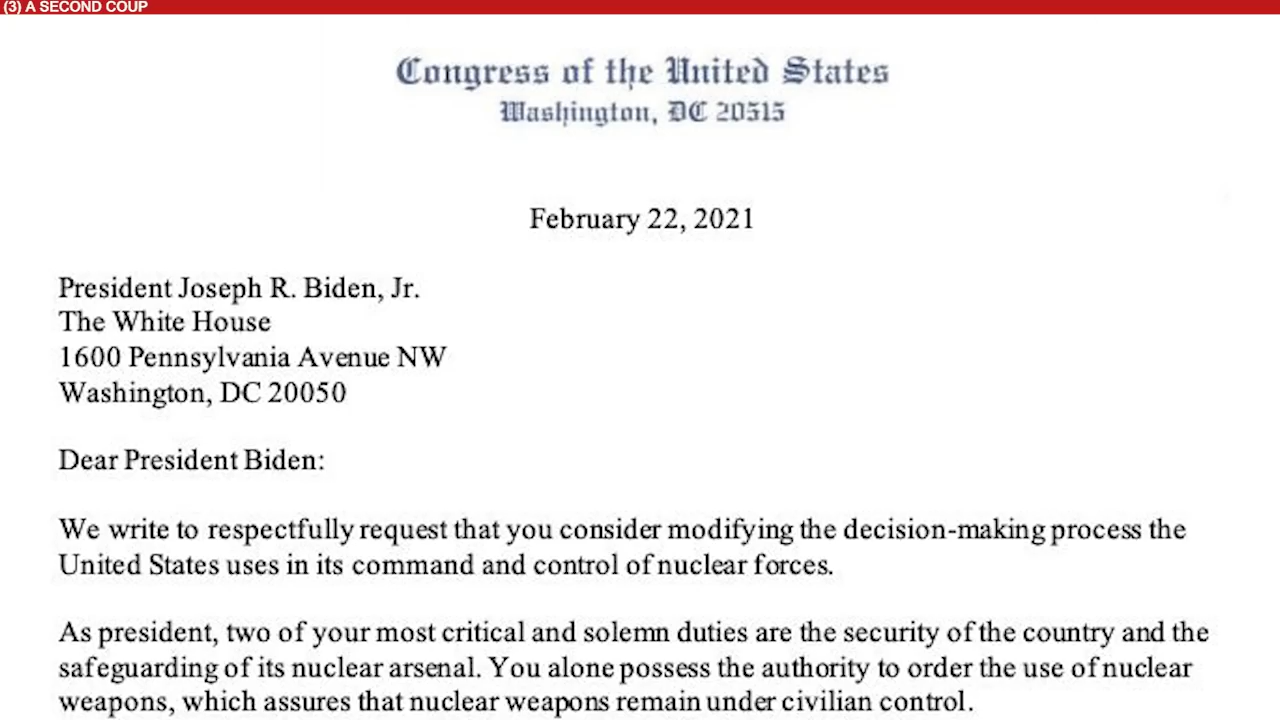 (3) A SECOND COUP
Congress of the United States
Washington, DC 20515
February 22, 2021
President Joseph R. Biden, Jr.
The White House
1600 Pennsylvania Avenue NW
Washington, DC 20050
Dear President Biden:
We write to respectfully request that you consider modifying the decision-making process the
United States uses in its command and control of nuclear forces.
As president, two of your most critical and solemn duties are the security of the country and the
safeguarding of its nuclear arsenal. You alone possess the authority to order the use of nuclear
weapons, which assures that nuclear weapons remain under civilian control.